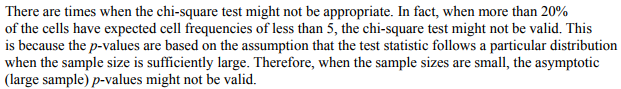 There are times when the chi-square test might not be appropriate. In fact, when more than 20%
of the cells have expected cell frequencies of less than 5, the chi-square test might not be valid. This
is because the p-values are based on the assumption that the test statistic follows a particular distribution
when the sample size is sufficiently large. Therefore, when the sample sizes are small, the asymptotic
(large sample) p-values might not be valid.